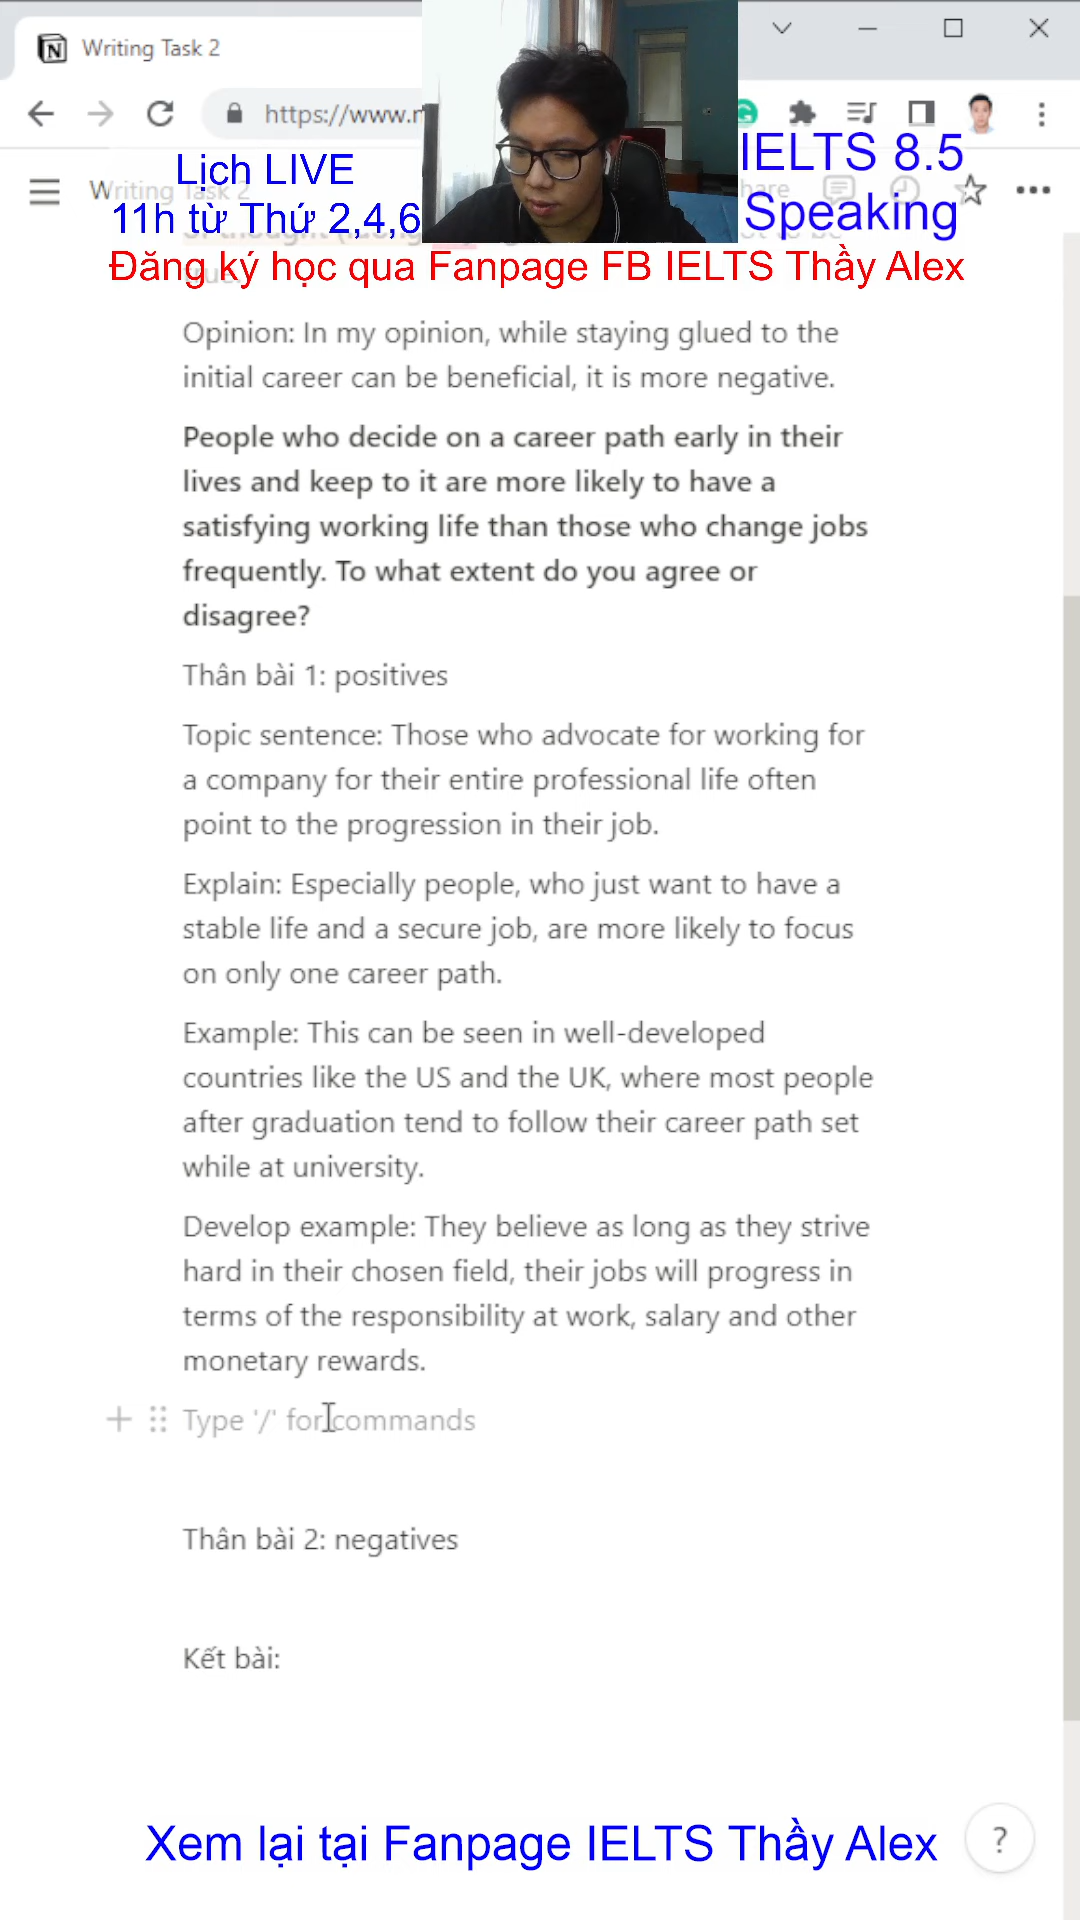 Writing Task 2
https://www.
IELTS 8.5
Lịch LIVE
Writing Task 2
11h từ Thứ 2,4,6
Speaking
Đăng ký học qua Fanpage FB IELTS Thầy Alex
Opinion: In my opinion, while staying glued to the
initial career can be beneficial, it is more negative.
People who decide on a career path early in their
lives and keep to it are more likely to have a
satisfying working life than those who change jobs
frequently. To what extent do you agree or
disagree?
Thân bài 1: positives
Topic sentence: Those who advocate for working for
a company for their entire professional life often
point to the progression in their job.
Explain: Especially people, who just want to have a
stable life and a secure job, are more likely to focus
on only one career path.
Example: This can be seen in well-developed
countries like the US and the UK, where most people
after graduation tend to follow their career path set
while at university.
Develop example: They believe as long as they strive
hard in their chosen field, their jobs will progress in
terms of the responsibility at work, salary and other
monetary rewards.
Type '/' for commands
Thân bài 2: negatives
Kết bài:
Xem lại tại Fanpage IELTS Thầy Alex
?